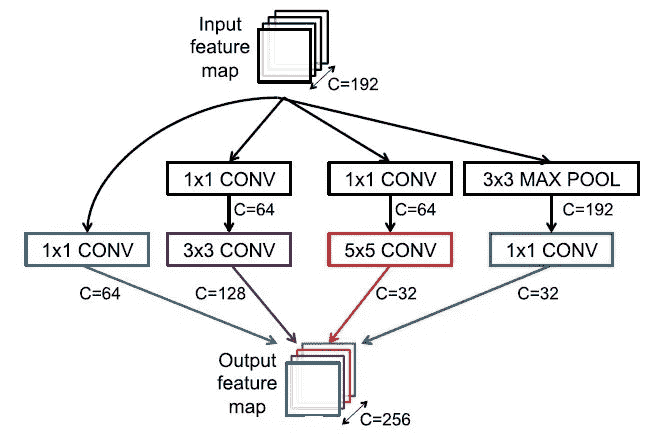 Input
feature
map
C=192
1x1 CONV
1x1 CONV
3x3 MAX POOL
C=64
C=64
C=192
1x1 CONV
3x3 CONV
5x5 CONV
1x1 CONV
C=64
C=128
C=32
C=32
Output
feature
map
C=256